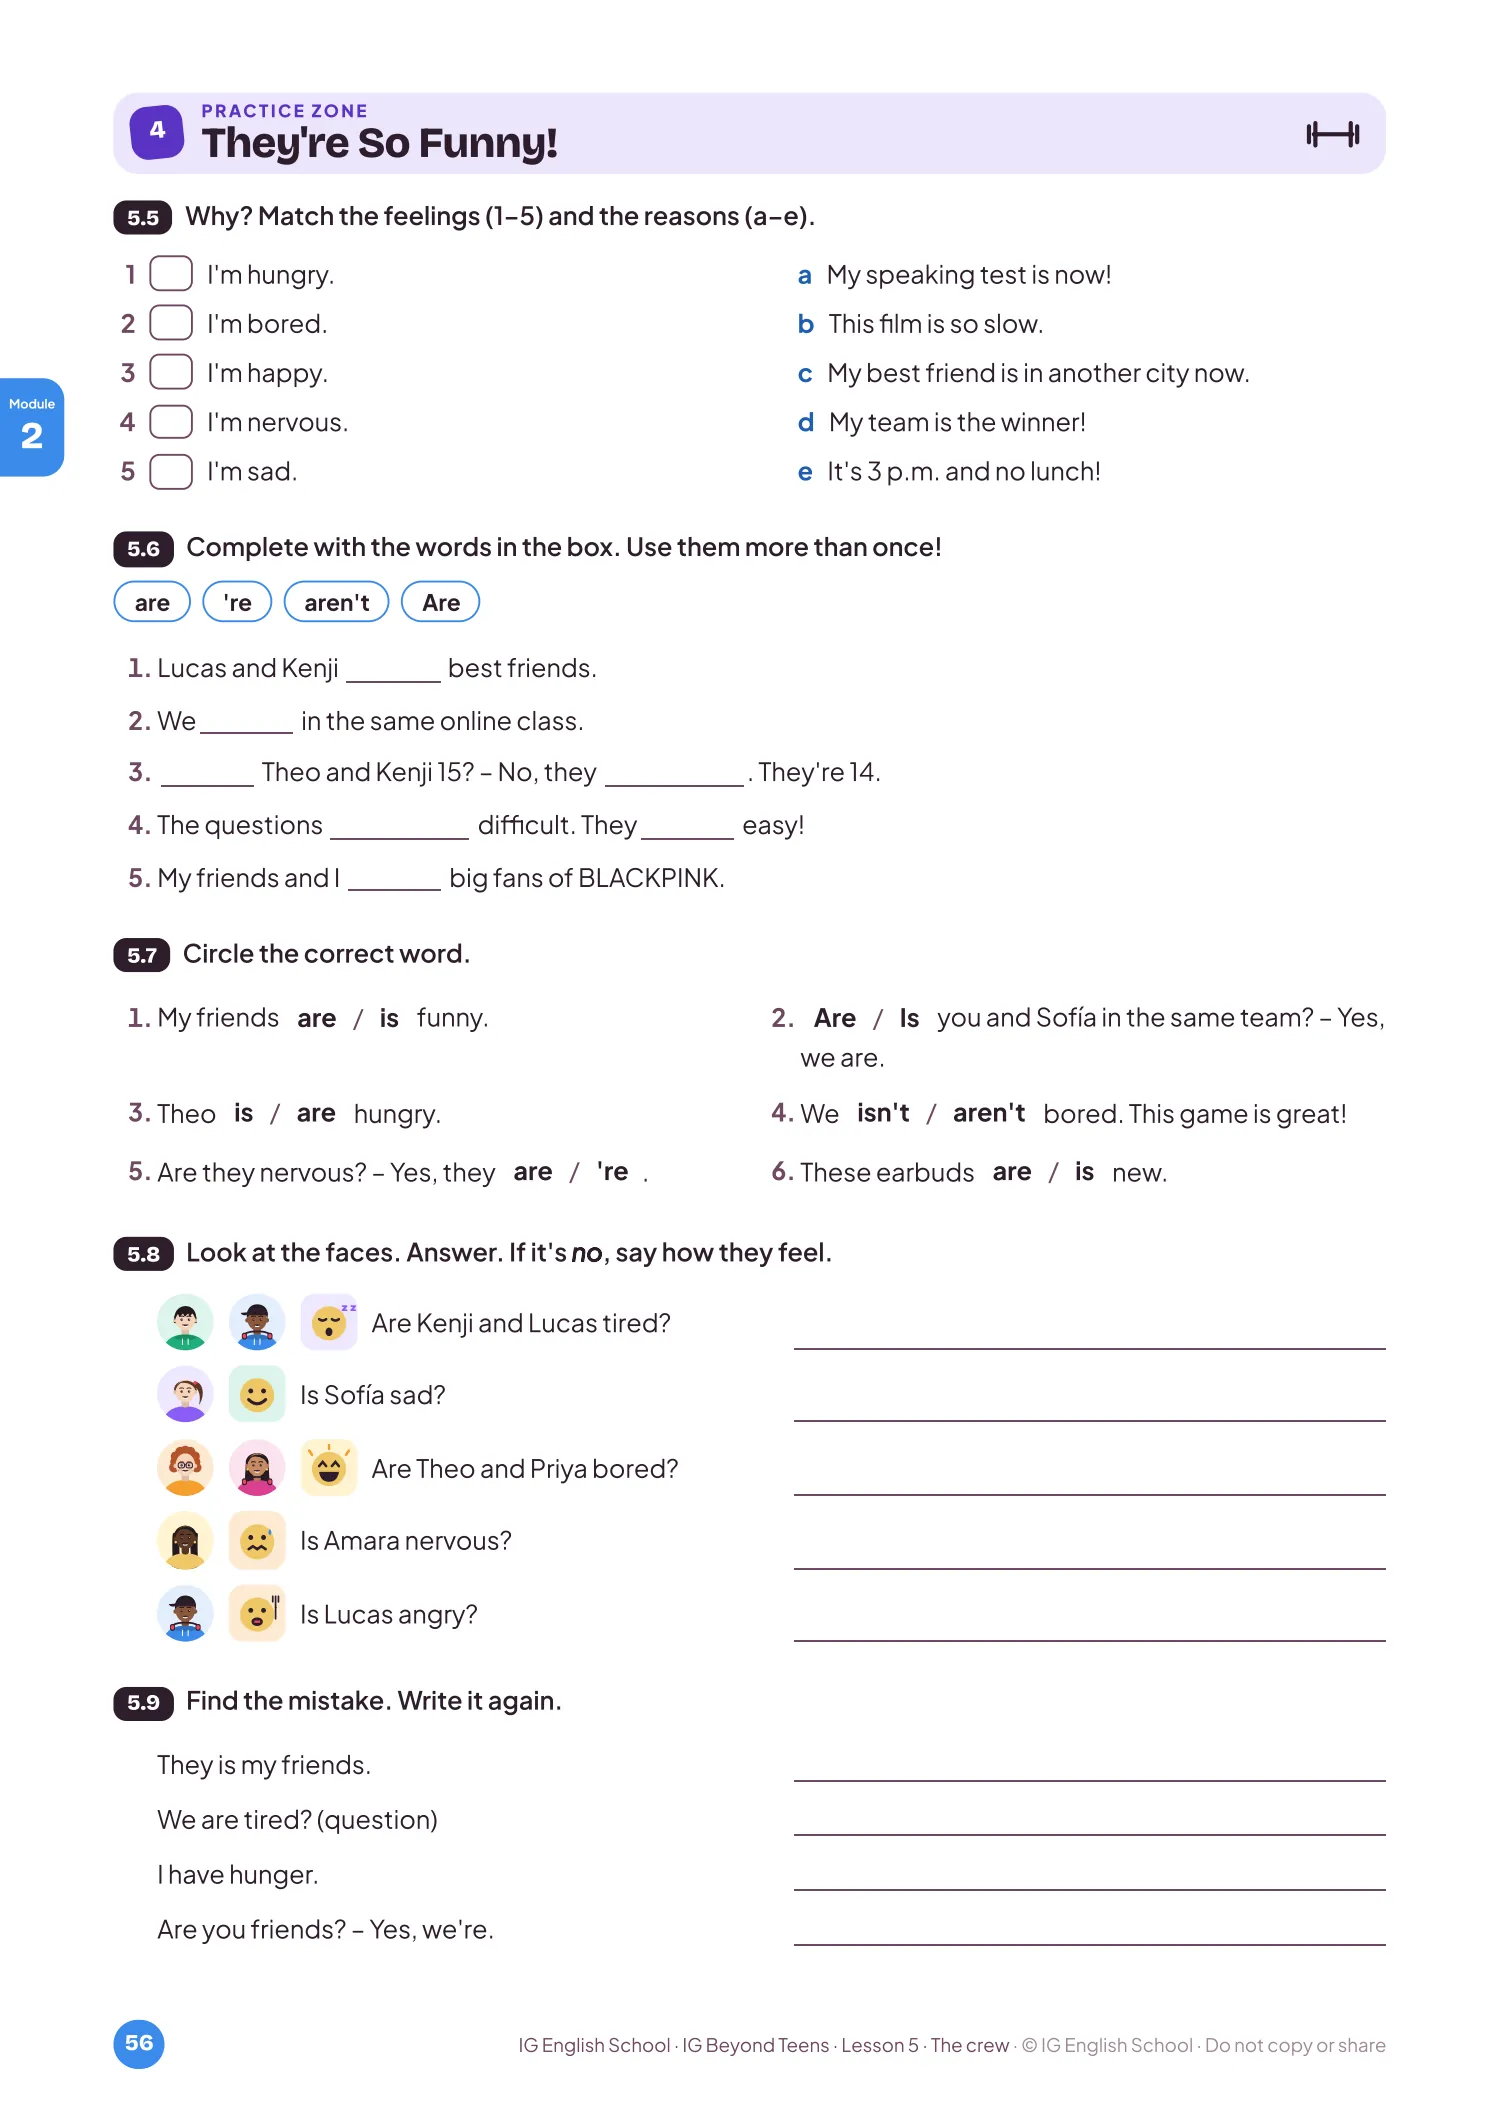 4
PRACTICE ZONE
They're So Funny!
5.5 Why? Match the feelings (1–5) and the reasons (a–e).
1 I'm hungry.
2 I'm bored.
3 I'm happy.
4 I'm nervous.
5 I'm sad.
a My speaking test is now!
b This film is so slow.
c My best friend is in another city now.
d My team is the winner!
e It's 3 p.m. and no lunch!
Module
2
5.6 Complete with the words in the box. Use them more than once!
are 're aren't Are
1. Lucas and Kenji _______ best friends.
2. We _______ in the same online class.
3. _______ Theo and Kenji 15? – No, they __________. They're 14.
4. The questions __________ difficult. They _______ easy!
5. My friends and I _______ big fans of BLACKPINK.
5.7 Circle the correct word.
1. My friends are / is funny.
2. Are / Is you and Sofía in the same team? – Yes,
we are.
3. Theo is / are hungry.
4. We isn't / aren't bored. This game is great!
5. Are they nervous? – Yes, they are / 're .
6. These earbuds are / is new.
5.8 Look at the faces. Answer. If it's no, say how they feel.
z z
Are Kenji and Lucas tired?
Is Sofía sad?
Are Theo and Priya bored?
Is Amara nervous?
Is Lucas angry?
5.9 Find the mistake. Write it again.
They is my friends.
We are tired? (question)
I have hunger.
Are you friends? – Yes, we're.
56
IG English School · IG Beyond Teens · Lesson 5 · The crew · © IG English School · Do not copy or share